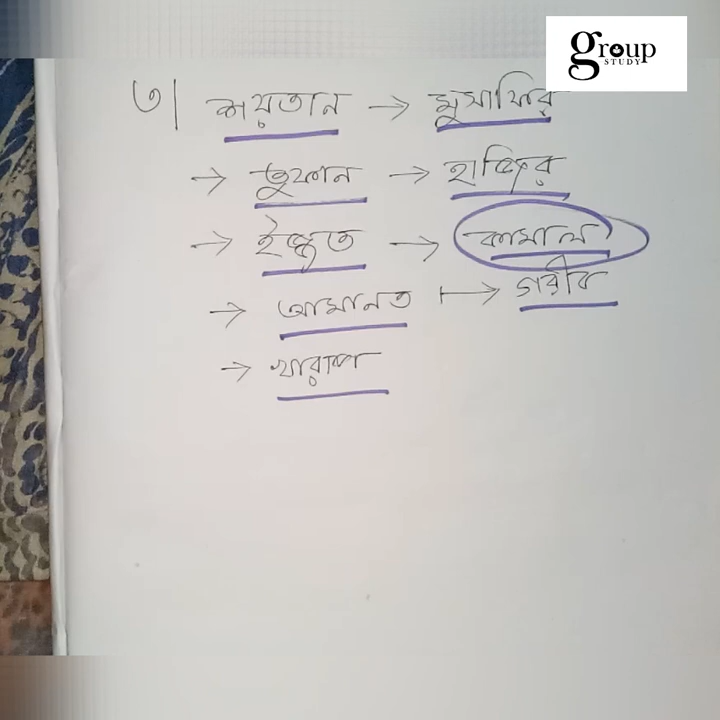 group
STUDY
৩| শয়তান → মুসাফির
→ তুফান → হাজির
→ ইজ্জত → কামাল
→ আমানত → গরীব
→ খারাপ